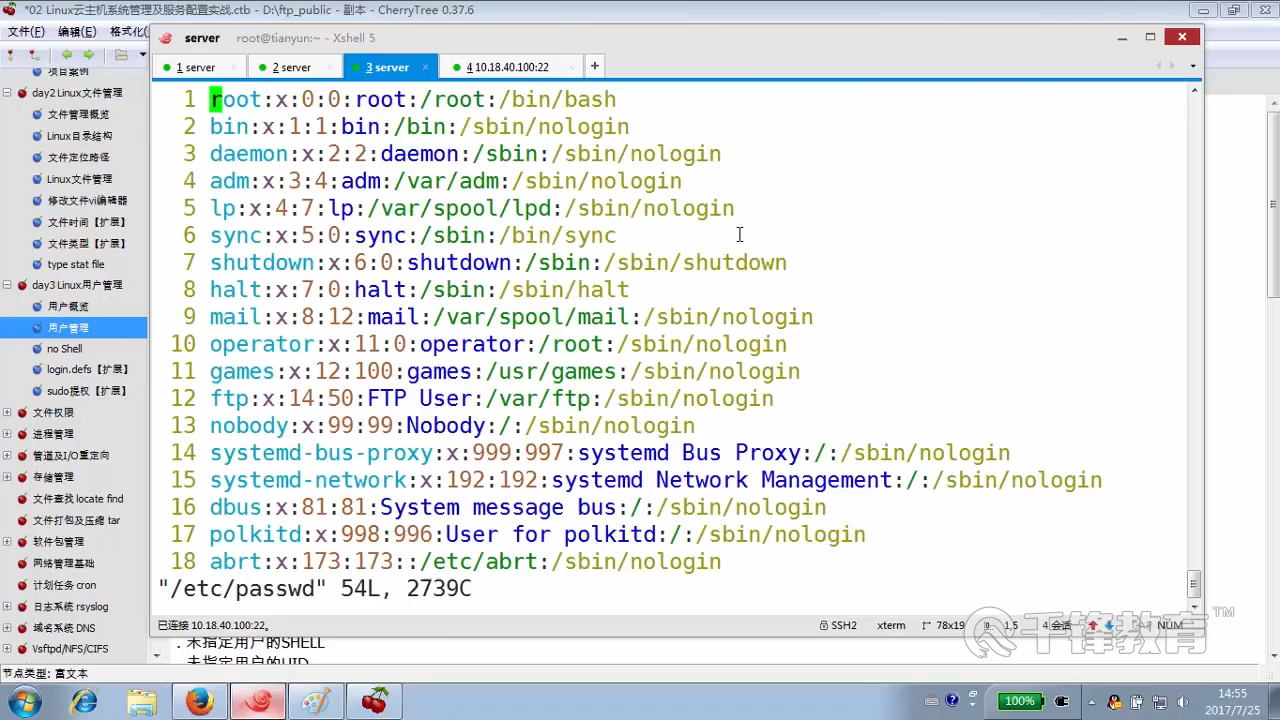 *02 Linux云主机系统管理及服务配置实战.ctb - D:\ftp_public - 副本 - CherryTree 0.37.6
文件(F) 编辑(E) 格式化(
server root@tianyun:~ - Xshell 5
1 server 2 server 3 server 4 10.18.40.100:22
项目案例
day2 Linux文件管理
文件管理概览
Linux目录结构
文件定位路径
Linux文件管理
修改文件vi编辑器
文件时间【扩展】
文件类型【扩展】
type stat file
day3 Linux用户管理
用户概览
用户管理
no Shell
login.defs【扩展】
sudo提权【扩展】
文件权限
进程管理
管道及I/O重定向
存储管理
文件查找 locate find
文件打包及压缩 tar
软件包管理
网络管理基础
计划任务 cron
日志系统 rsyslog
域名系统 DNS
Vsftpd/NFS/CIFS
1 root:x:0:0:root:/root:/bin/bash
2 bin:x:1:1:bin:/bin:/sbin/nologin
3 daemon:x:2:2:daemon:/sbin:/sbin/nologin
4 adm:x:3:4:adm:/var/adm:/sbin/nologin
5 lp:x:4:7:lp:/var/spool/lpd:/sbin/nologin
6 sync:x:5:0:sync:/sbin:/bin/sync
7 shutdown:x:6:0:shutdown:/sbin:/sbin/shutdown
8 halt:x:7:0:halt:/sbin:/sbin/halt
9 mail:x:8:12:mail:/var/spool/mail:/sbin/nologin
10 operator:x:11:0:operator:/root:/sbin/nologin
11 games:x:12:100:games:/usr/games:/sbin/nologin
12 ftp:x:14:50:FTP User:/var/ftp:/sbin/nologin
13 nobody:x:99:99:Nobody:/:/sbin/nologin
14 systemd-bus-proxy:x:999:997:systemd Bus Proxy:/:/sbin/nologin
15 systemd-network:x:192:192:systemd Network Management:/:/sbin/nologin
16 dbus:x:81:81:System message bus:/:/sbin/nologin
17 polkitd:x:998:996:User for polkitd:/:/sbin/nologin
18 abrt:x:173:173::/etc/abrt:/sbin/nologin
"/etc/passwd" 54L, 2739C
已连接 10.18.40.100:22。 SSH2 xterm 78x19 1,5 4 会话 NUM
千锋教育 TM
. 未指定用户的SHELL
未指定用户的UID
节点类型: 富文本
100%
14:55
2017/7/25